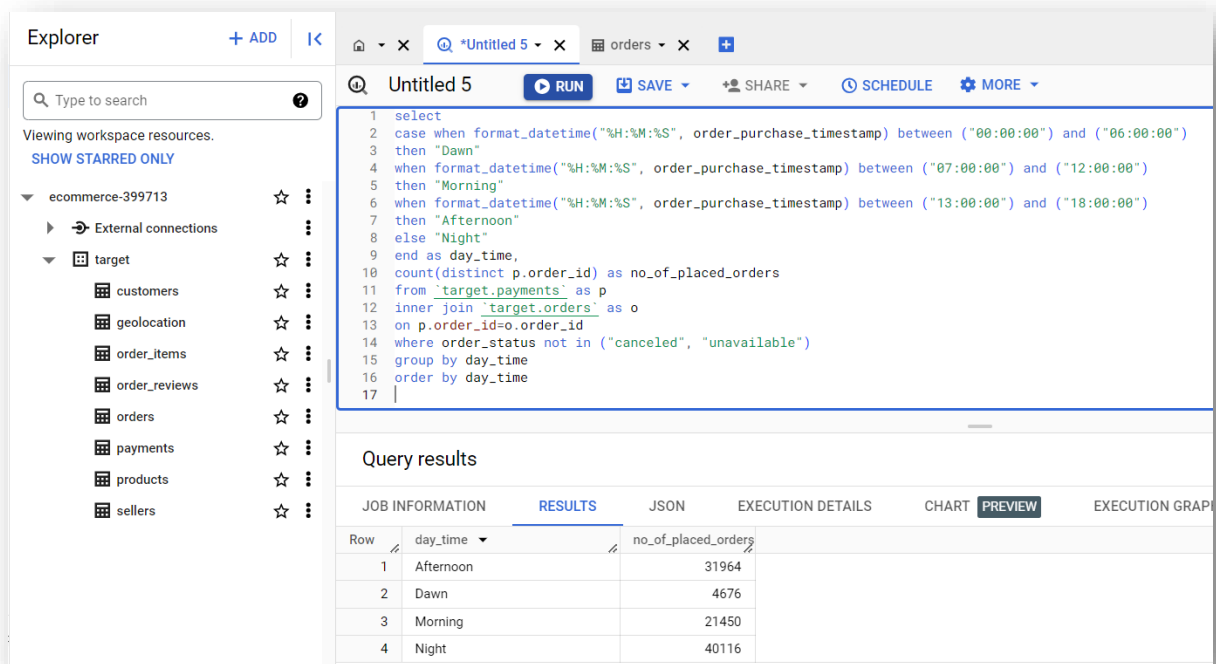 Explorer
+ ADD
Type to search
Viewing workspace resources.
SHOW STARRED ONLY
ecommerce-399713
External connections
target
customers
geolocation
order_items
order_reviews
orders
payments
products
sellers
*Untitled 5
orders
Untitled 5
RUN
SAVE
SHARE
SCHEDULE
MORE
1 select
2 case when format_datetime("%H:%M:%S", order_purchase_timestamp) between ("00:00:00") and ("06:00:00")
3 then "Dawn"
4 when format_datetime("%H:%M:%S", order_purchase_timestamp) between ("07:00:00") and ("12:00:00")
5 then "Morning"
6 when format_datetime("%H:%M:%S", order_purchase_timestamp) between ("13:00:00") and ("18:00:00")
7 then "Afternoon"
8 else "Night"
9 end as day_time,
10 count(distinct p.order_id) as no_of_placed_orders
11 from `target.payments` as p
12 inner join `target.orders` as o
13 on p.order_id=o.order_id
14 where order_status not in ("canceled", "unavailable")
15 group by day_time
16 order by day_time
17
Query results
JOB INFORMATION RESULTS JSON EXECUTION DETAILS CHART PREVIEW EXECUTION GRAPH
Row day_time no_of_placed_orders
1 Afternoon 31964
2 Dawn 4676
3 Morning 21450
4 Night 40116